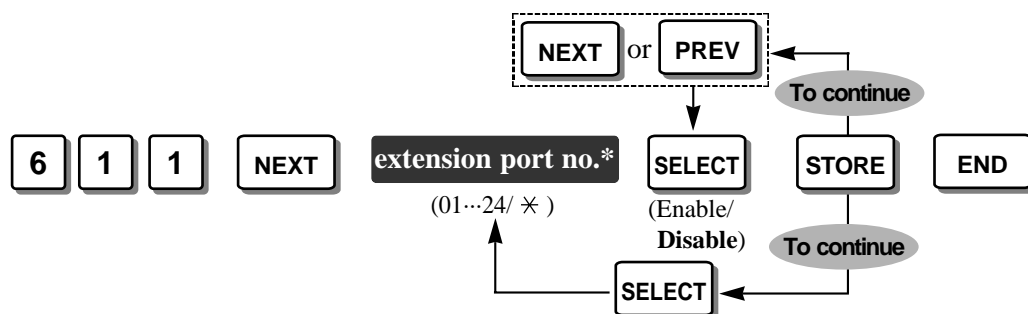 NEXT or PREV
To continue
6 1 1 NEXT extension port no.* SELECT STORE END
(01···24/ ✳ ) (Enable/
Disable)
To continue
SELECT